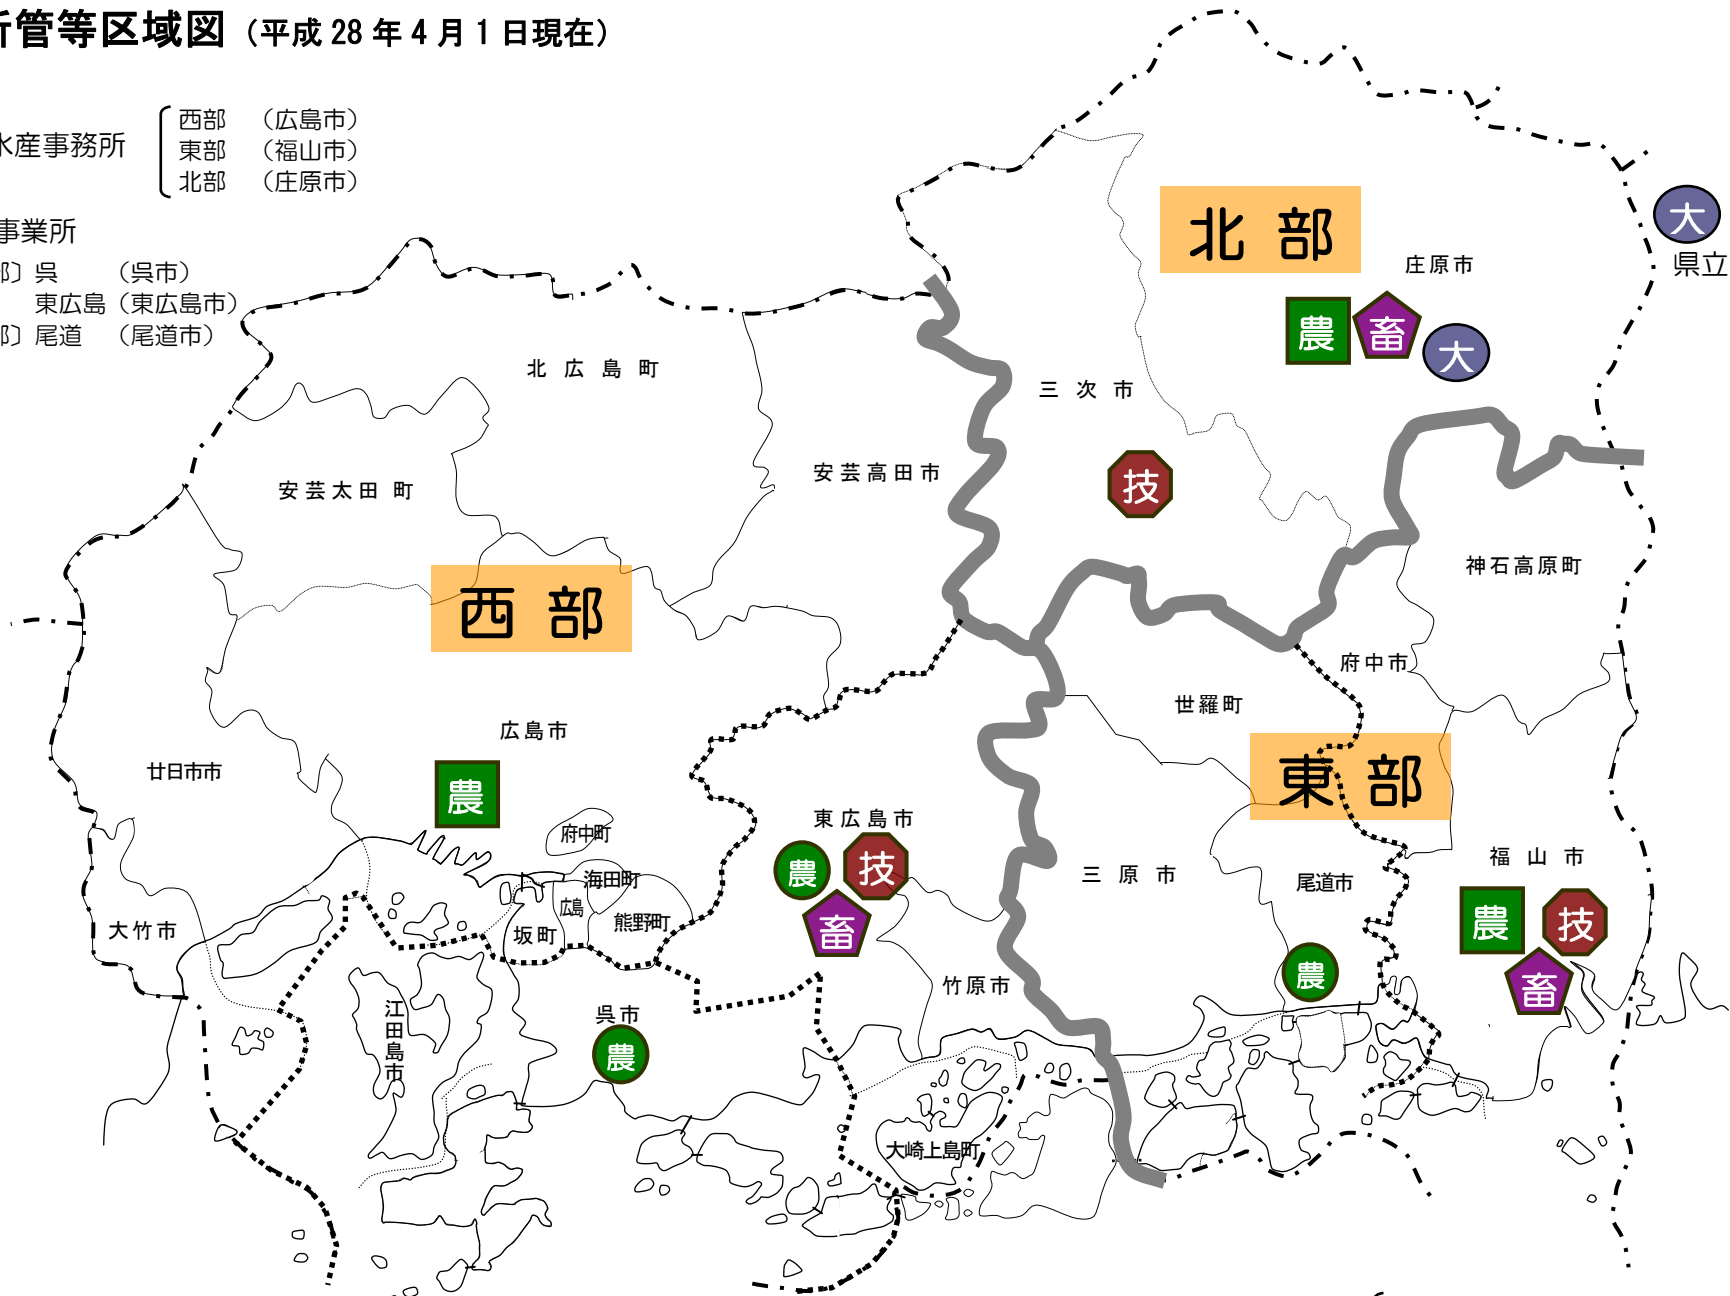 所管等区域図（平成 28 年 4 月 1 日現在）
水産事務所
西部 （広島市）
東部 （福山市）
北部 （庄原市）
事業所
部〕呉 （呉市）
東広島（東広島市）
部〕尾道 （尾道市）
大
県立
北 部
庄原市
農 畜 大
北 広 島 町
三 次 市
安芸高田市
技
安芸太田 町
神石高原町
西 部
府中市
世羅町
広島市
廿日市市
東 部
農
東広島市
府中町
農 技
畜
三 原 市
福 山 市
尾道市
海田町
広島
熊野町
坂町
大竹市
農 技
畜
農
竹原市
江田島市
呉市
農
大崎上島町